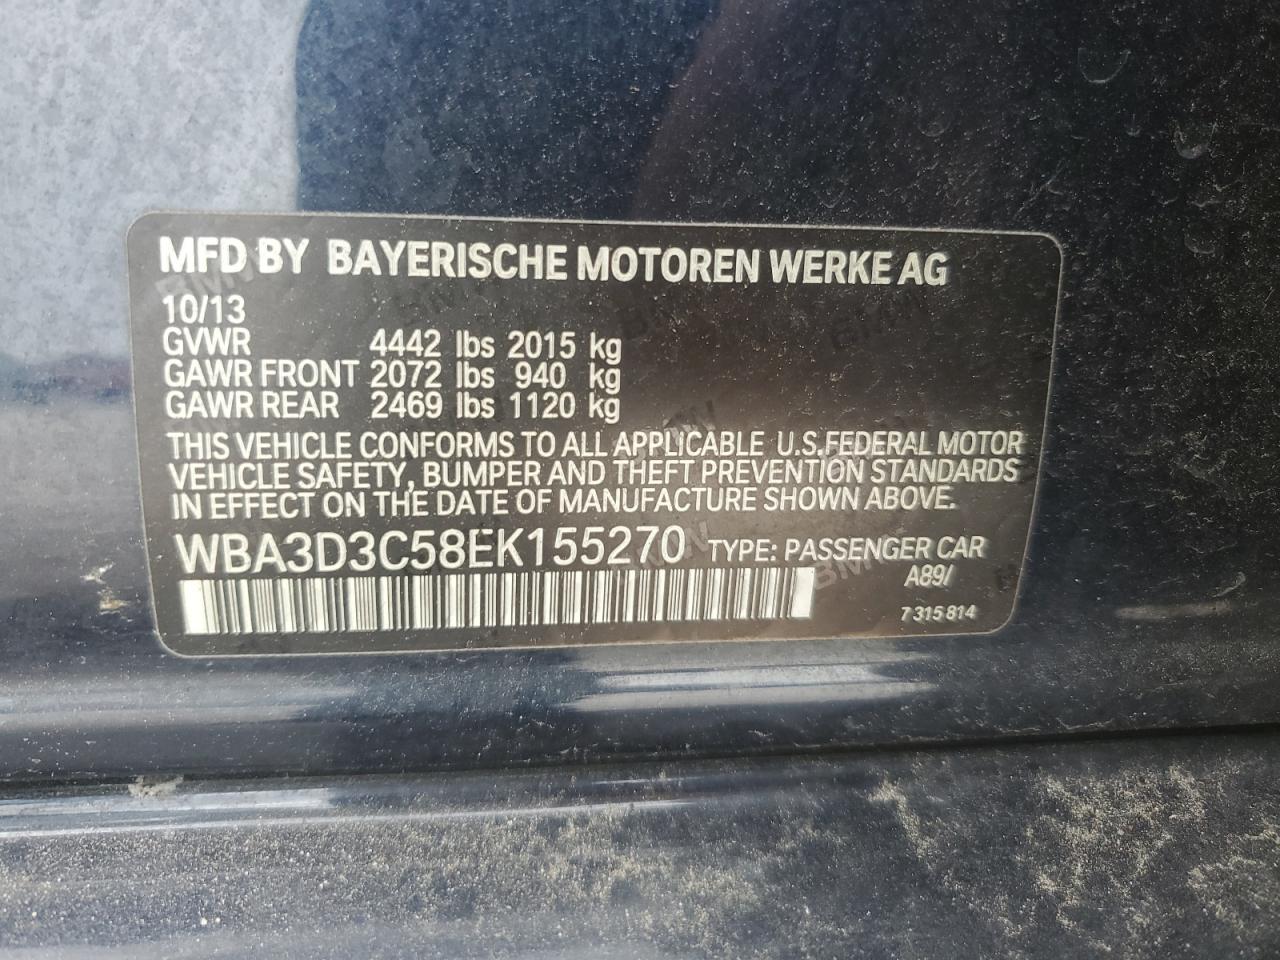 MFD BY BAYERISCHE MOTOREN WERKE AG
10/13
GVWR 4442 lbs 2015 kg
GAWR FRONT 2072 lbs 940 kg
GAWR REAR 2469 lbs 1120 kg
THIS VEHICLE CONFORMS TO ALL APPLICABLE U.S.FEDERAL MOTOR
VEHICLE SAFETY, BUMPER AND THEFT PREVENTION STANDARDS
IN EFFECT ON THE DATE OF MANUFACTURE SHOWN ABOVE.
WBA3D3C58EK155270 TYPE: PASSENGER CAR
A89/
7 315 814